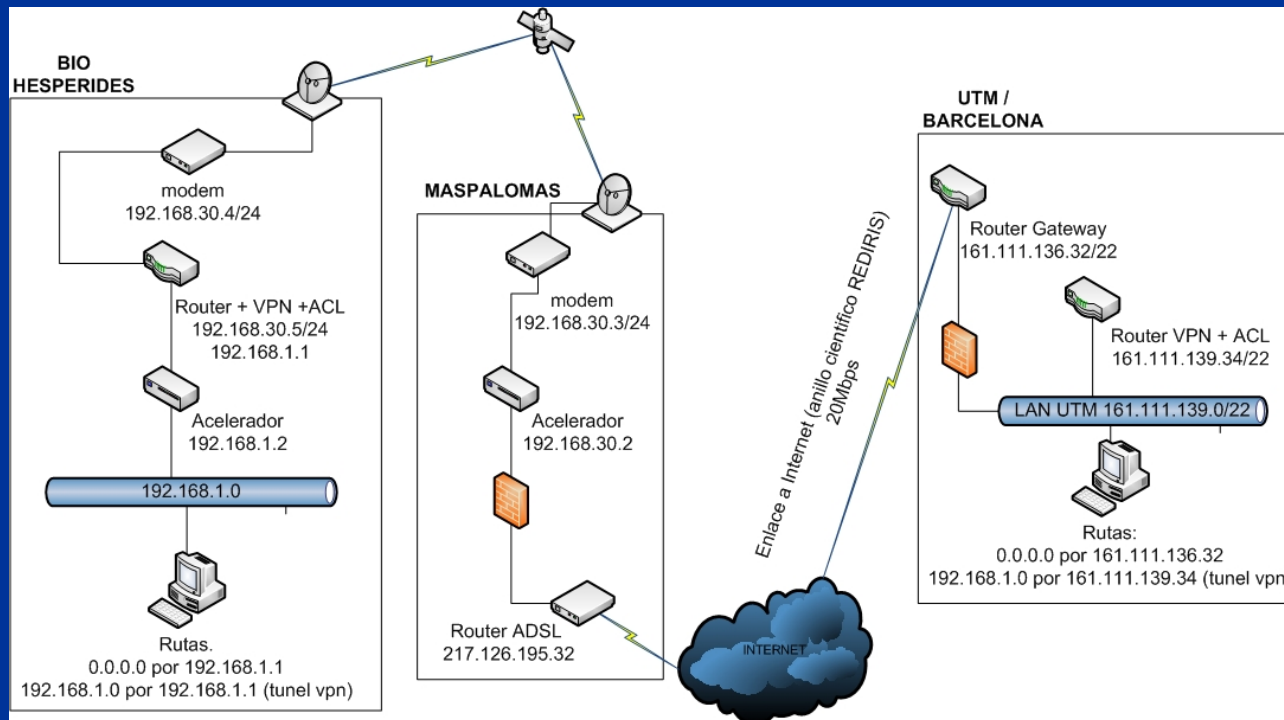 BIO
HESPERIDES
modem
192.168.30.4/24
Router + VPN +ACL
192.168.30.5/24
192.168.1.1
Acelerador
192.168.1.2
192.168.1.0
Rutas.
0.0.0.0 por 192.168.1.1
192.168.1.0 por 192.168.1.1 (tunel vpn)
MASPALOMAS
modem
192.168.30.3/24
Acelerador
192.168.30.2
Router ADSL
217.126.195.32
Enlace a Internet (anillo cientifico REDIRIS)
20Mbps
INTERNET
UTM /
BARCELONA
Router Gateway
161.111.136.32/22
Router VPN + ACL
161.111.139.34/22
LAN UTM 161.111.139.0/22
Rutas:
0.0.0.0 por 161.111.136.32
192.168.1.0 por 161.111.139.34 (tunel vpn